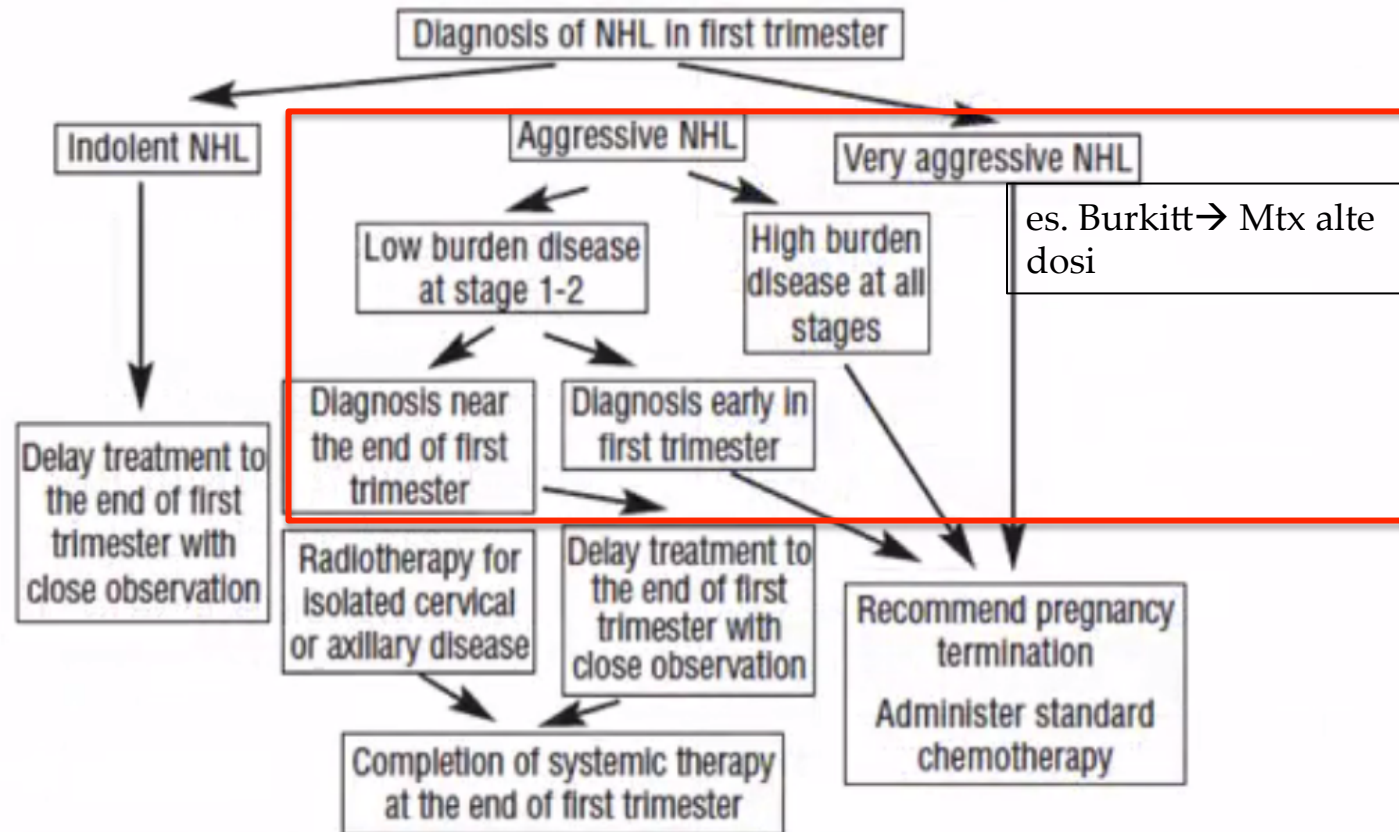 Diagnosis of NHL in first trimester
Indolent NHL
Aggressive NHL
Very aggressive NHL
es. Burkitt→ Mtx alte
dosi
Low burden disease
at stage 1-2
High burden
disease at all
stages
Diagnosis near
the end of first
trimester
Diagnosis early in
first trimester
Delay treatment to
the end of first
trimester with
close observation
Radiotherapy for
isolated cervical
or axillary disease
Delay treatment to
the end of first
trimester with
close observation
Recommend pregnancy
termination
Administer standard
chemotherapy
Completion of systemic therapy
at the end of first trimester